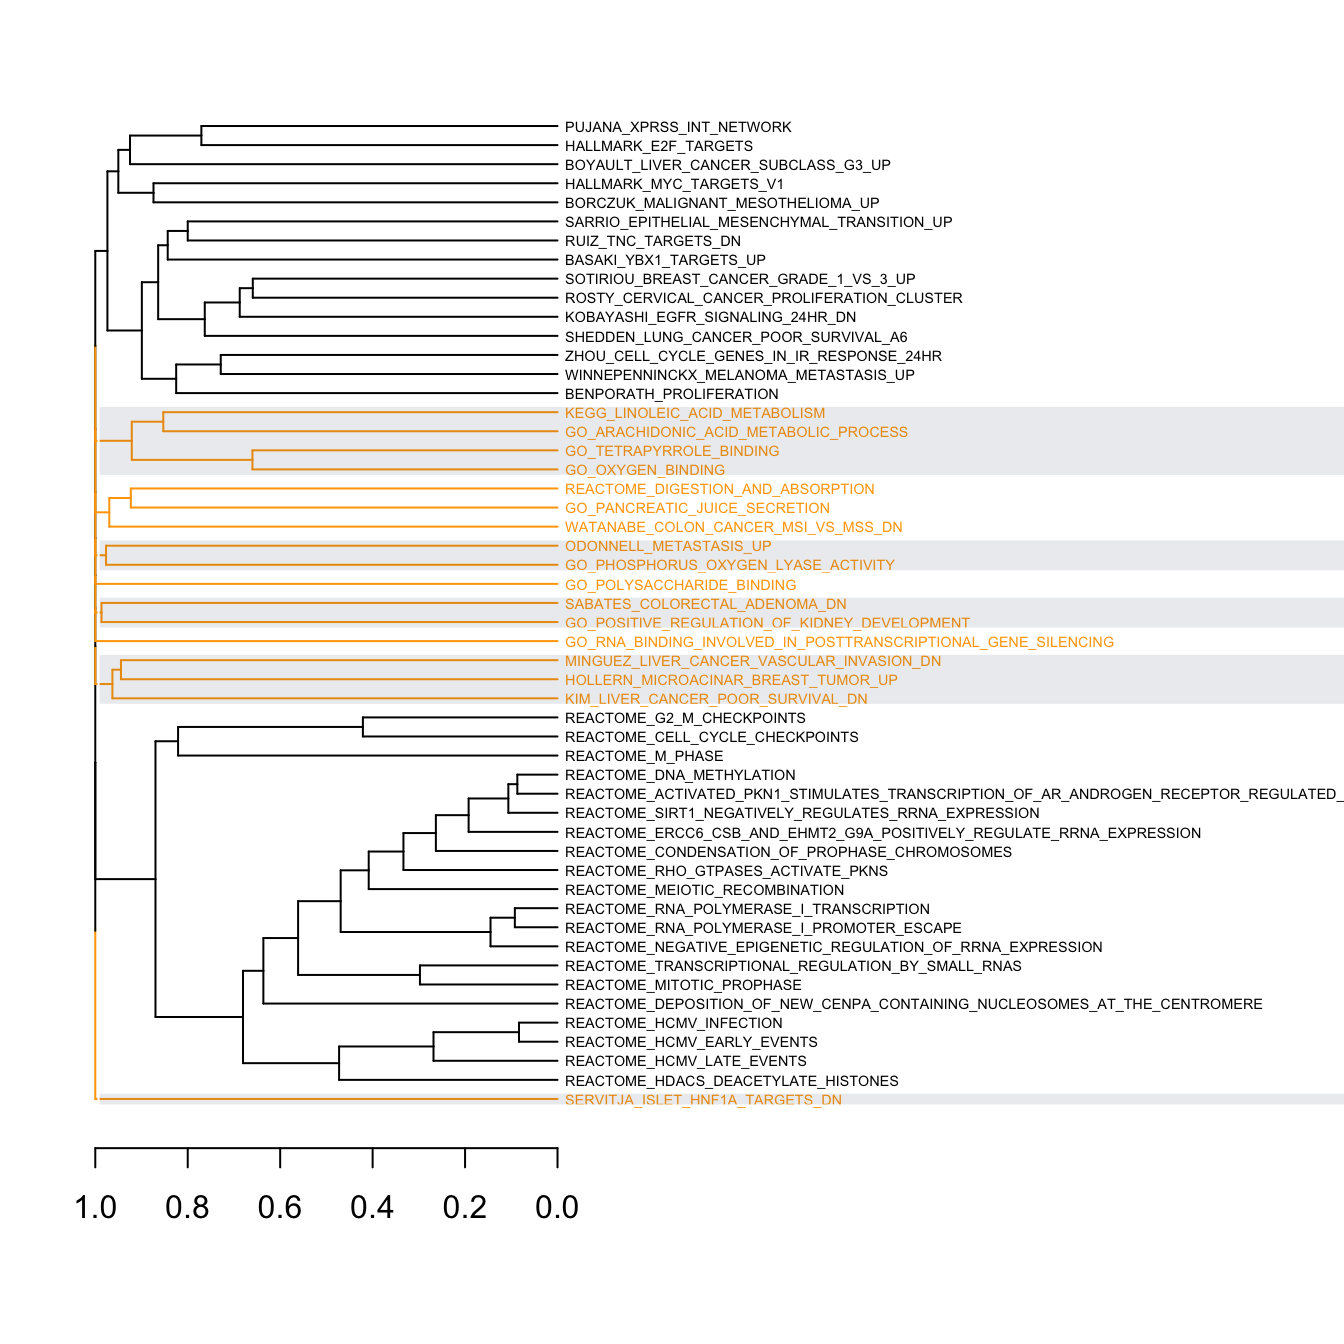 PUJANA_XPRSS_INT_NETWORK
HALLMARK_E2F_TARGETS
BOYAULT_LIVER_CANCER_SUBCLASS_G3_UP
HALLMARK_MYC_TARGETS_V1
BORCZUK_MALIGNANT_MESOTHELIOMA_UP
SARRIO_EPITHELIAL_MESENCHYMAL_TRANSITION_UP
RUIZ_TNC_TARGETS_DN
BASAKI_YBX1_TARGETS_UP
SOTIRIOU_BREAST_CANCER_GRADE_1_VS_3_UP
ROSTY_CERVICAL_CANCER_PROLIFERATION_CLUSTER
KOBAYASHI_EGFR_SIGNALING_24HR_DN
SHEDDEN_LUNG_CANCER_POOR_SURVIVAL_A6
ZHOU_CELL_CYCLE_GENES_IN_IR_RESPONSE_24HR
WINNEPENNINCKX_MELANOMA_METASTASIS_UP
BENPORATH_PROLIFERATION
KEGG_LINOLEIC_ACID_METABOLISM
GO_ARACHIDONIC_ACID_METABOLIC_PROCESS
GO_TETRAPYRROLE_BINDING
GO_OXYGEN_BINDING
REACTOME_DIGESTION_AND_ABSORPTION
GO_PANCREATIC_JUICE_SECRETION
WATANABE_COLON_CANCER_MSI_VS_MSS_DN
ODONNELL_METASTASIS_UP
GO_PHOSPHORUS_OXYGEN_LYASE_ACTIVITY
GO_POLYSACCHARIDE_BINDING
SABATES_COLORECTAL_ADENOMA_DN
GO_POSITIVE_REGULATION_OF_KIDNEY_DEVELOPMENT
GO_RNA_BINDING_INVOLVED_IN_POSTTRANSCRIPTIONAL_GENE_SILENCING
MINGUEZ_LIVER_CANCER_VASCULAR_INVASION_DN
HOLLERN_MICROACINAR_BREAST_TUMOR_UP
KIM_LIVER_CANCER_POOR_SURVIVAL_DN
REACTOME_G2_M_CHECKPOINTS
REACTOME_CELL_CYCLE_CHECKPOINTS
REACTOME_M_PHASE
REACTOME_DNA_METHYLATION
REACTOME_ACTIVATED_PKN1_STIMULATES_TRANSCRIPTION_OF_AR_ANDROGEN_RECEPTOR_REGULATED_
REACTOME_SIRT1_NEGATIVELY_REGULATES_RRNA_EXPRESSION
REACTOME_ERCC6_CSB_AND_EHMT2_G9A_POSITIVELY_REGULATE_RRNA_EXPRESSION
REACTOME_CONDENSATION_OF_PROPHASE_CHROMOSOMES
REACTOME_RHO_GTPASES_ACTIVATE_PKNS
REACTOME_MEIOTIC_RECOMBINATION
REACTOME_RNA_POLYMERASE_I_TRANSCRIPTION
REACTOME_RNA_POLYMERASE_I_PROMOTER_ESCAPE
REACTOME_NEGATIVE_EPIGENETIC_REGULATION_OF_RRNA_EXPRESSION
REACTOME_TRANSCRIPTIONAL_REGULATION_BY_SMALL_RNAS
REACTOME_MITOTIC_PROPHASE
REACTOME_DEPOSITION_OF_NEW_CENPA_CONTAINING_NUCLEOSOMES_AT_THE_CENTROMERE
REACTOME_HCMV_INFECTION
REACTOME_HCMV_EARLY_EVENTS
REACTOME_HCMV_LATE_EVENTS
REACTOME_HDACS_DEACETYLATE_HISTONES
SERVITJA_ISLET_HNF1A_TARGETS_DN
1.0 0.8 0.6 0.4 0.2 0.0